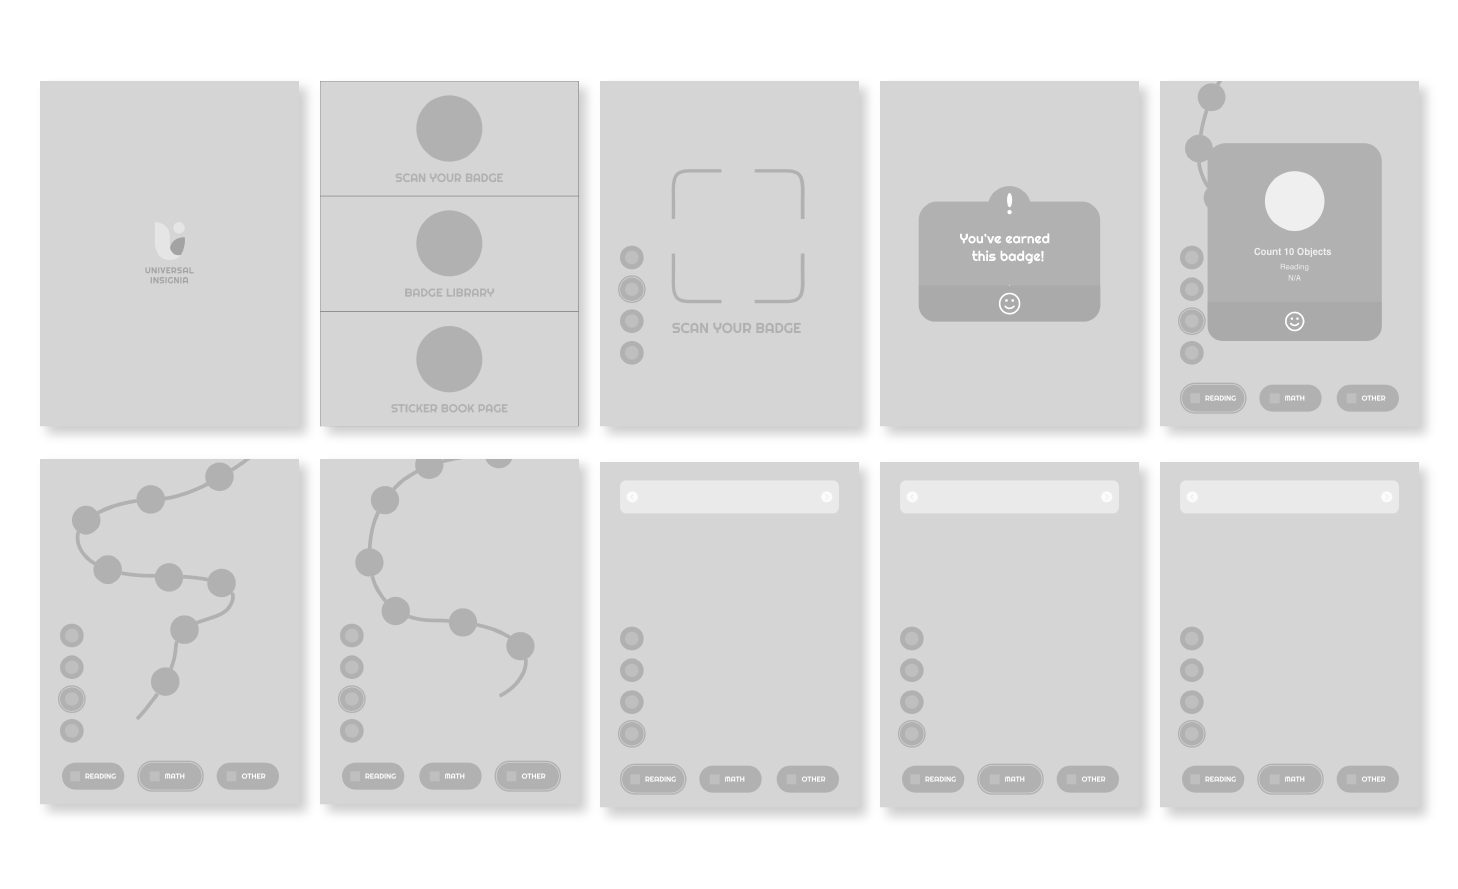 UNIVERSAL
INSIGNIA
SCAN YOUR BADGE
BADGE LIBRARY
STICKER BOOK PAGE
SCAN YOUR BADGE
!
You've earned
this badge!
Count 10 Objects
Reading
N/A
READING MATH OTHER
READING MATH OTHER
READING MATH OTHER
READING MATH OTHER
READING MATH OTHER
READING MATH OTHER